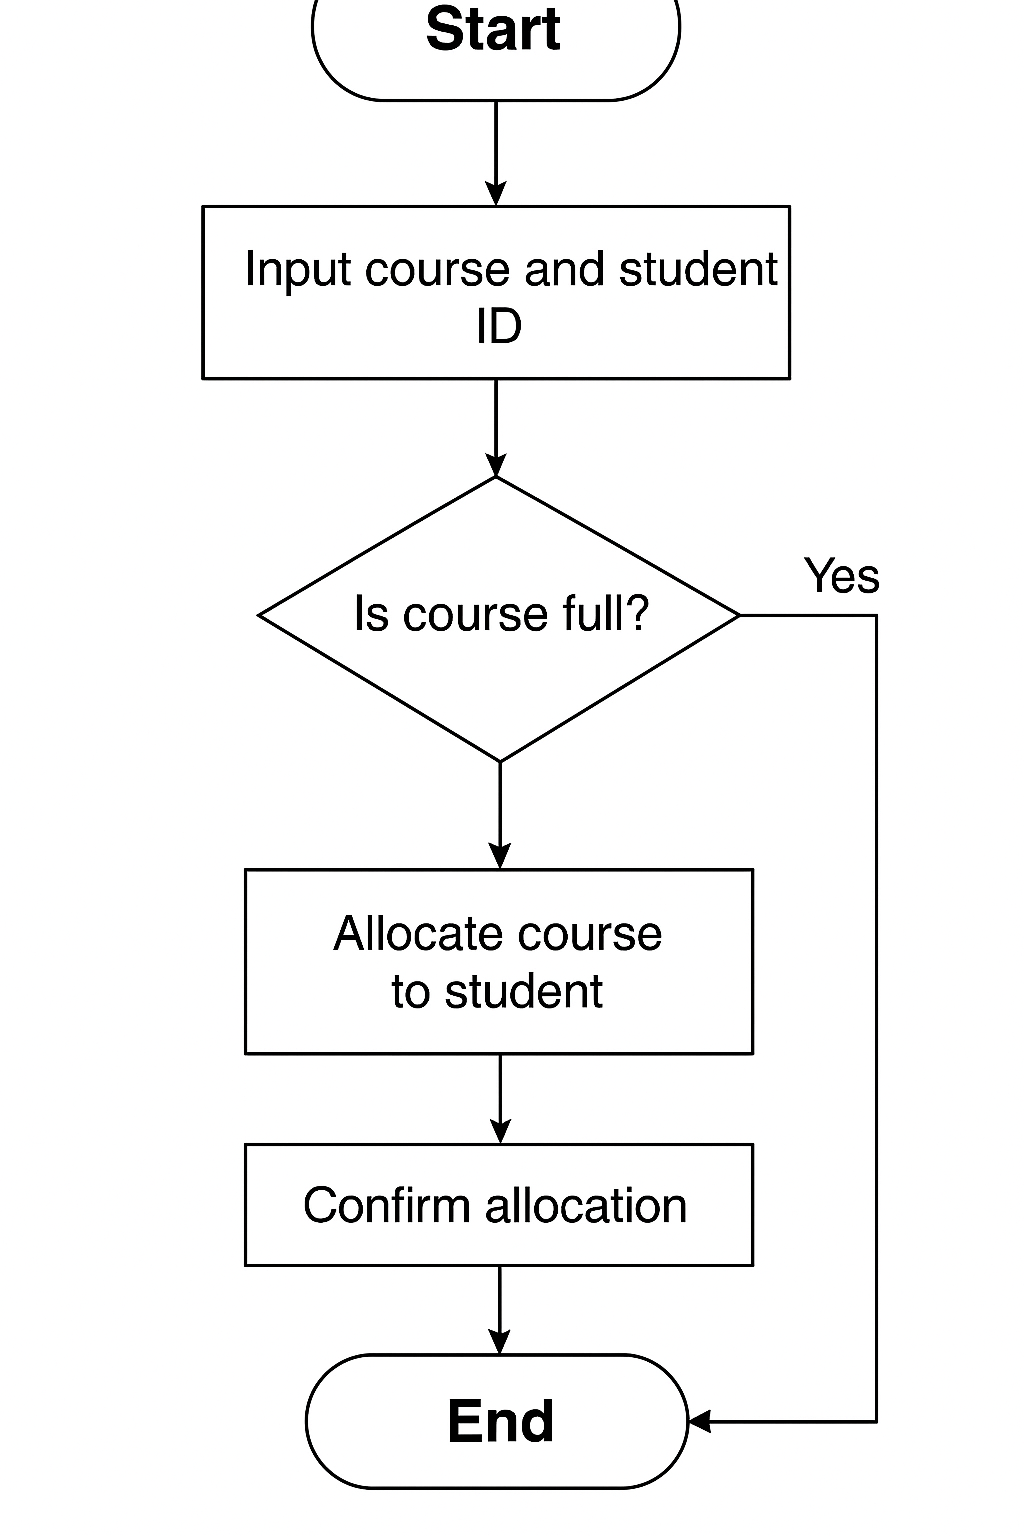 Start
Input course and student
ID
Yes
Is course full?
Allocate course
to student
Confirm allocation
End